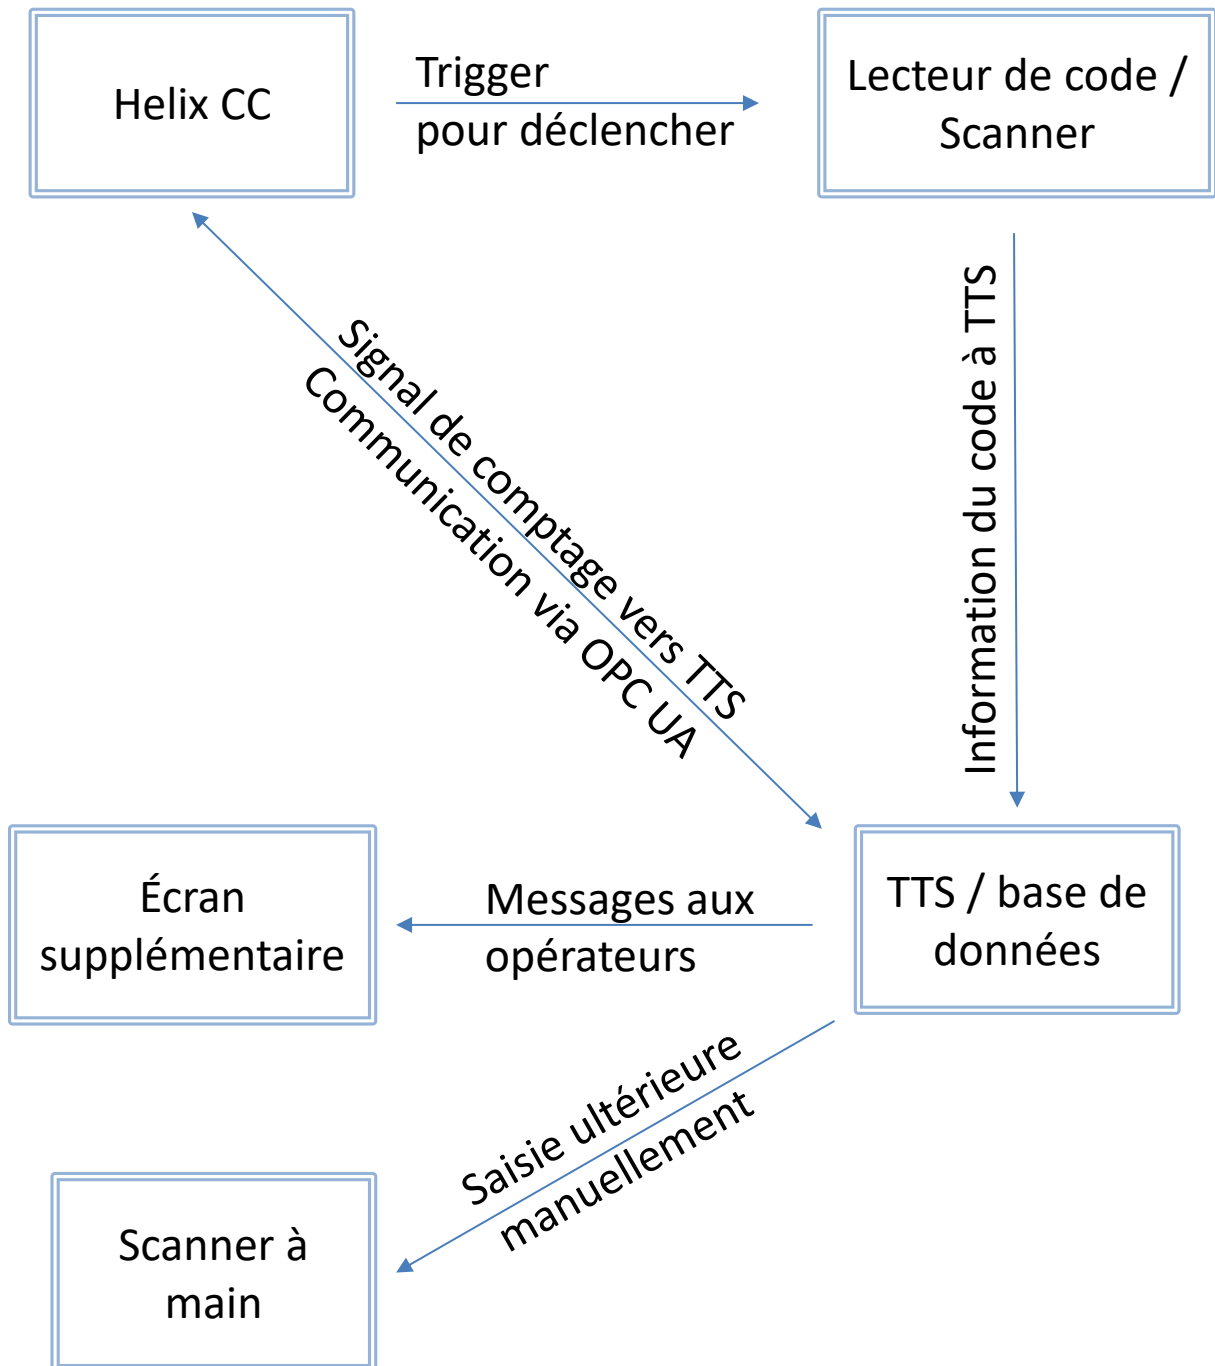 Helix CC
Trigger
pour déclencher
Lecteur de code /
Scanner
Signal de comptage vers TTS
Communication via OPC UA
Information du code à TTS
Écran
supplémentaire
Messages aux
opérateurs
TTS / base de
données
Saisie ultérieure
manuellement
Scanner à
main